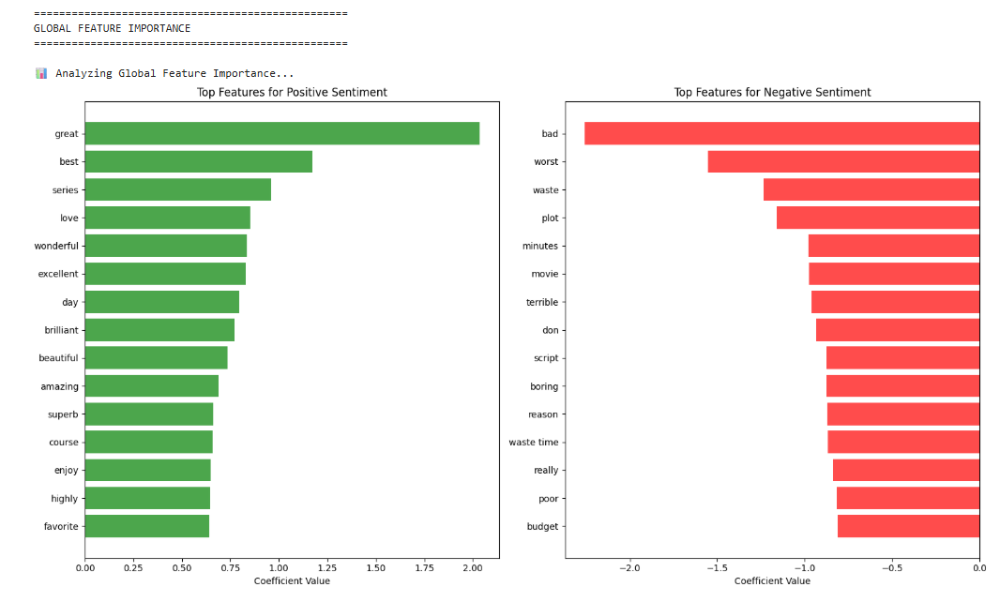 ==================================================
GLOBAL FEATURE IMPORTANCE
==================================================
📊 Analyzing Global Feature Importance...
Top Features for Positive Sentiment
great
best
series
love
wonderful
excellent
day
brilliant
beautiful
amazing
superb
course
enjoy
highly
favorite
0.00 0.25 0.50 0.75 1.00 1.25 1.50 1.75 2.00
Coefficient Value
Top Features for Negative Sentiment
bad
worst
waste
plot
minutes
movie
terrible
don
script
boring
reason
waste time
really
poor
budget
−2.0 −1.5 −1.0 −0.5 0.0
Coefficient Value